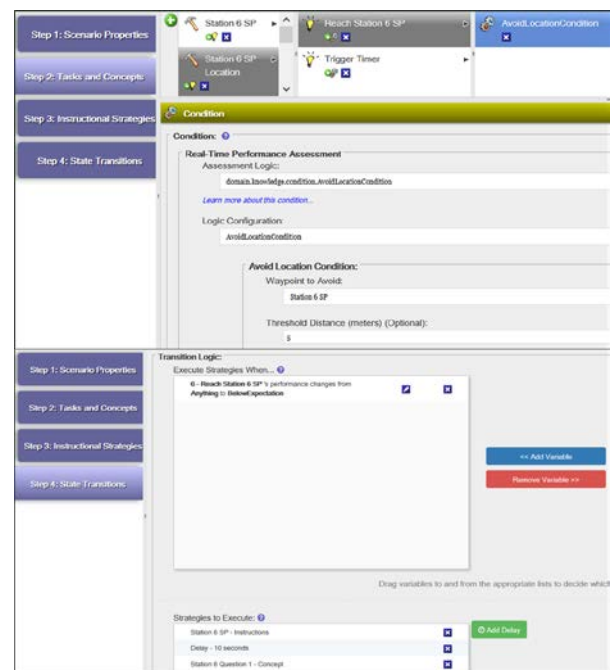 Step 1: Scenario Properties
Step 2: Tasks and Concepts
Step 3: Instructional Strategies
Step 4: State Transitions
Station 6 SP
Reach Station 6 SP
AvoidLocationCondition
Station 6 SP
Location
Trigger Timer
Condition
Condition:
Real-Time Performance Assessment
Assessment Logic:
domain.knowledge.condition.AvoidLocationCondition
Learn more about this condition...
Logic Configuration:
AvoidLocationCondition
Avoid Location Condition:
Waypoint to Avoid:
Station 6 SP
Threshold Distance (meters) (Optional):
5
Step 1: Scenario Properties
Step 2: Tasks and Concepts
Step 3: Instructional Strategies
Step 4: State Transitions
Transition Logic:
Execute Strategies When...
6 - Reach Station 6 SP 's performance changes from
Anything to BelowExpectation
<< Add Variable
Remove Variable >>
Drag variables to and from the appropriate lists to decide which
Strategies to Execute:
Station 6 SP - Instructions
Delay - 10 seconds
Station 6 Question 1 - Concept
Add Delay